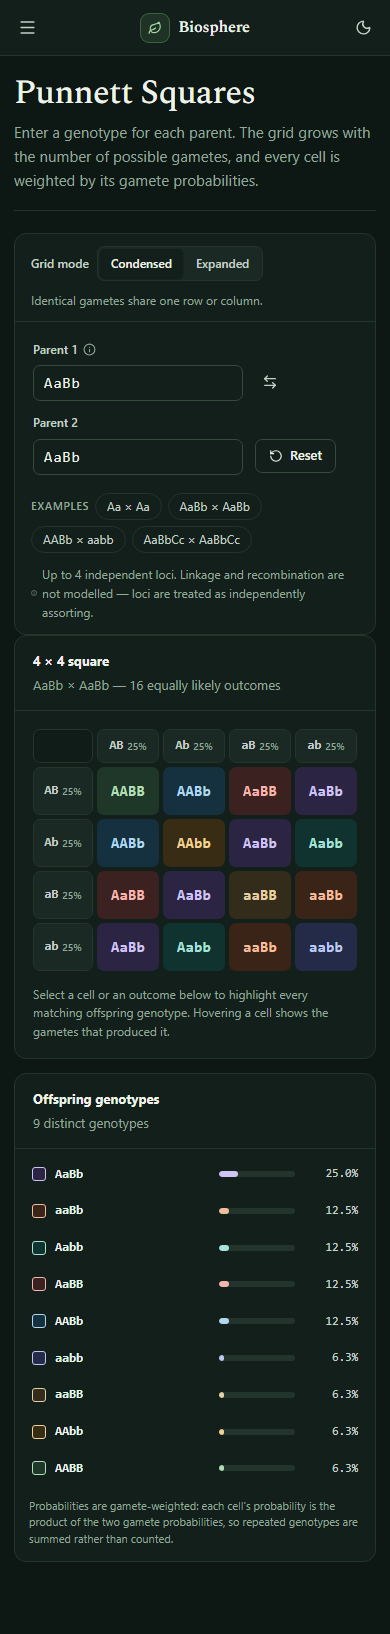 Biosphere
Punnett Squares
Enter a genotype for each parent. The grid grows with
the number of possible gametes, and every cell is
weighted by its gamete probabilities.
Grid mode Condensed Expanded
Identical gametes share one row or column.
Parent 1
AaBb
Parent 2
AaBb Reset
EXAMPLES Aa × Aa AaBb × AaBb
AABb × aabb AaBbCc × AaBbCc
Up to 4 independent loci. Linkage and recombination are
not modelled — loci are treated as independently
assorting.
4 × 4 square
AaBb × AaBb — 16 equally likely outcomes
AB 25% Ab 25% aB 25% ab 25%
AB 25% AABB AABb AaBB AaBb
Ab 25% AABb AAbb AaBb Aabb
aB 25% AaBB AaBb aaBB aaBb
ab 25% AaBb Aabb aaBb aabb
Select a cell or an outcome below to highlight every
matching offspring genotype. Hovering a cell shows the
gametes that produced it.
Offspring genotypes
9 distinct genotypes
AaBb 25.0%
aaBb 12.5%
Aabb 12.5%
AaBB 12.5%
AABb 12.5%
aabb 6.3%
aaBB 6.3%
AAbb 6.3%
AABB 6.3%
Probabilities are gamete-weighted: each cell's probability is the
product of the two gamete probabilities, so repeated genotypes are
summed rather than counted.